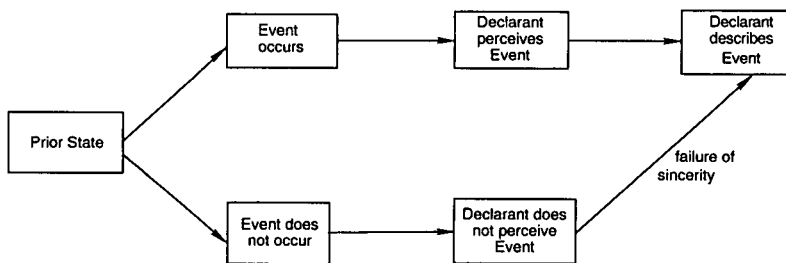 Event
occurs
Declarant
perceives
Event
Declarant
describes
Event
Prior State
failure of
sincerity
Event does
not occur
Declarant does
not perceive
Event